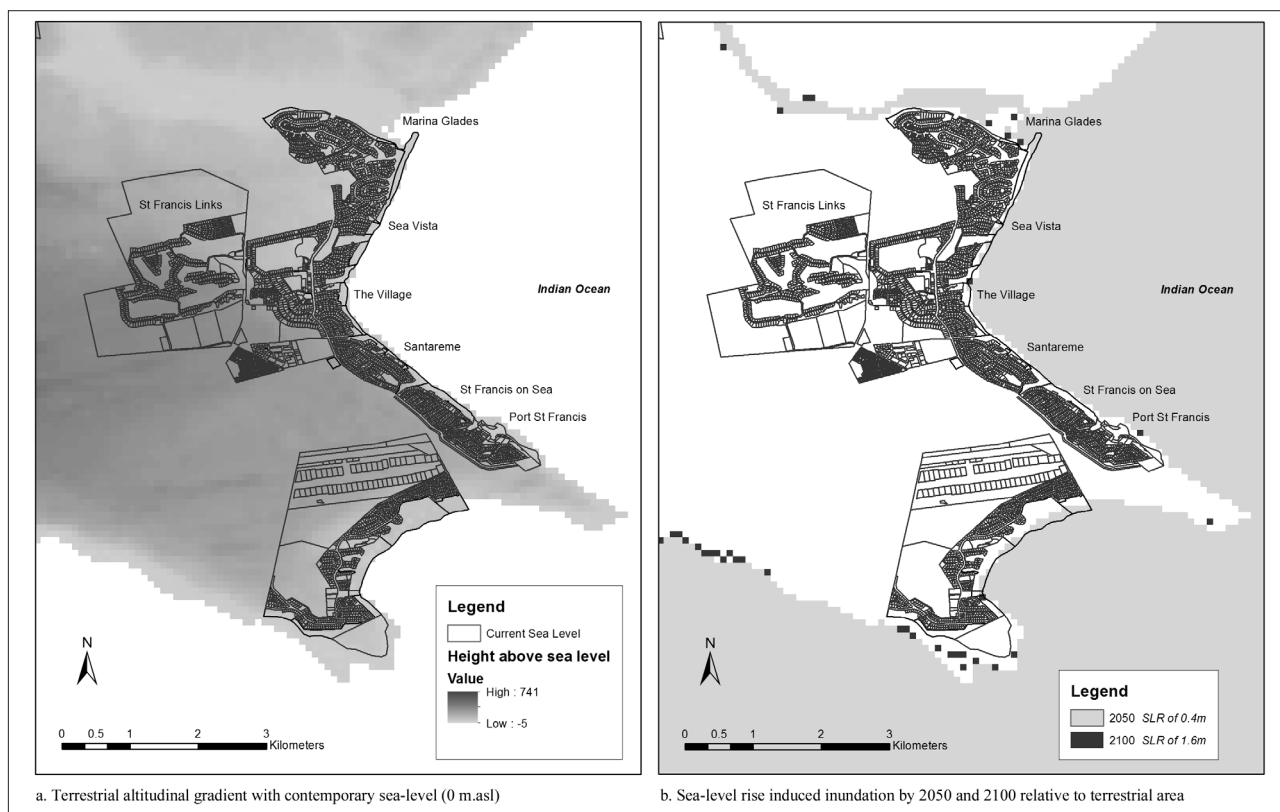 Marina Glades
St Francis Links
Sea Vista
Indian Ocean
The Village
Santareme
St Francis on Sea
Port St Francis
N
0 0.5 1 2 3
Kilometers
Legend
Current Sea Level
Height above sea level
Value
High : 741
Low : -5
a. Terrestrial altitudinal gradient with contemporary sea-level (0 m.asl)
Marina Glades
St Francis Links
Sea Vista
Indian Ocean
The Village
Santareme
St Francis on Sea
Port St Francis
N
0 0.5 1 2 3
Kilometers
Legend
2050 SLR of 0.4m
2100 SLR of 1.6m
b. Sea-level rise induced inundation by 2050 and 2100 relative to terrestrial area